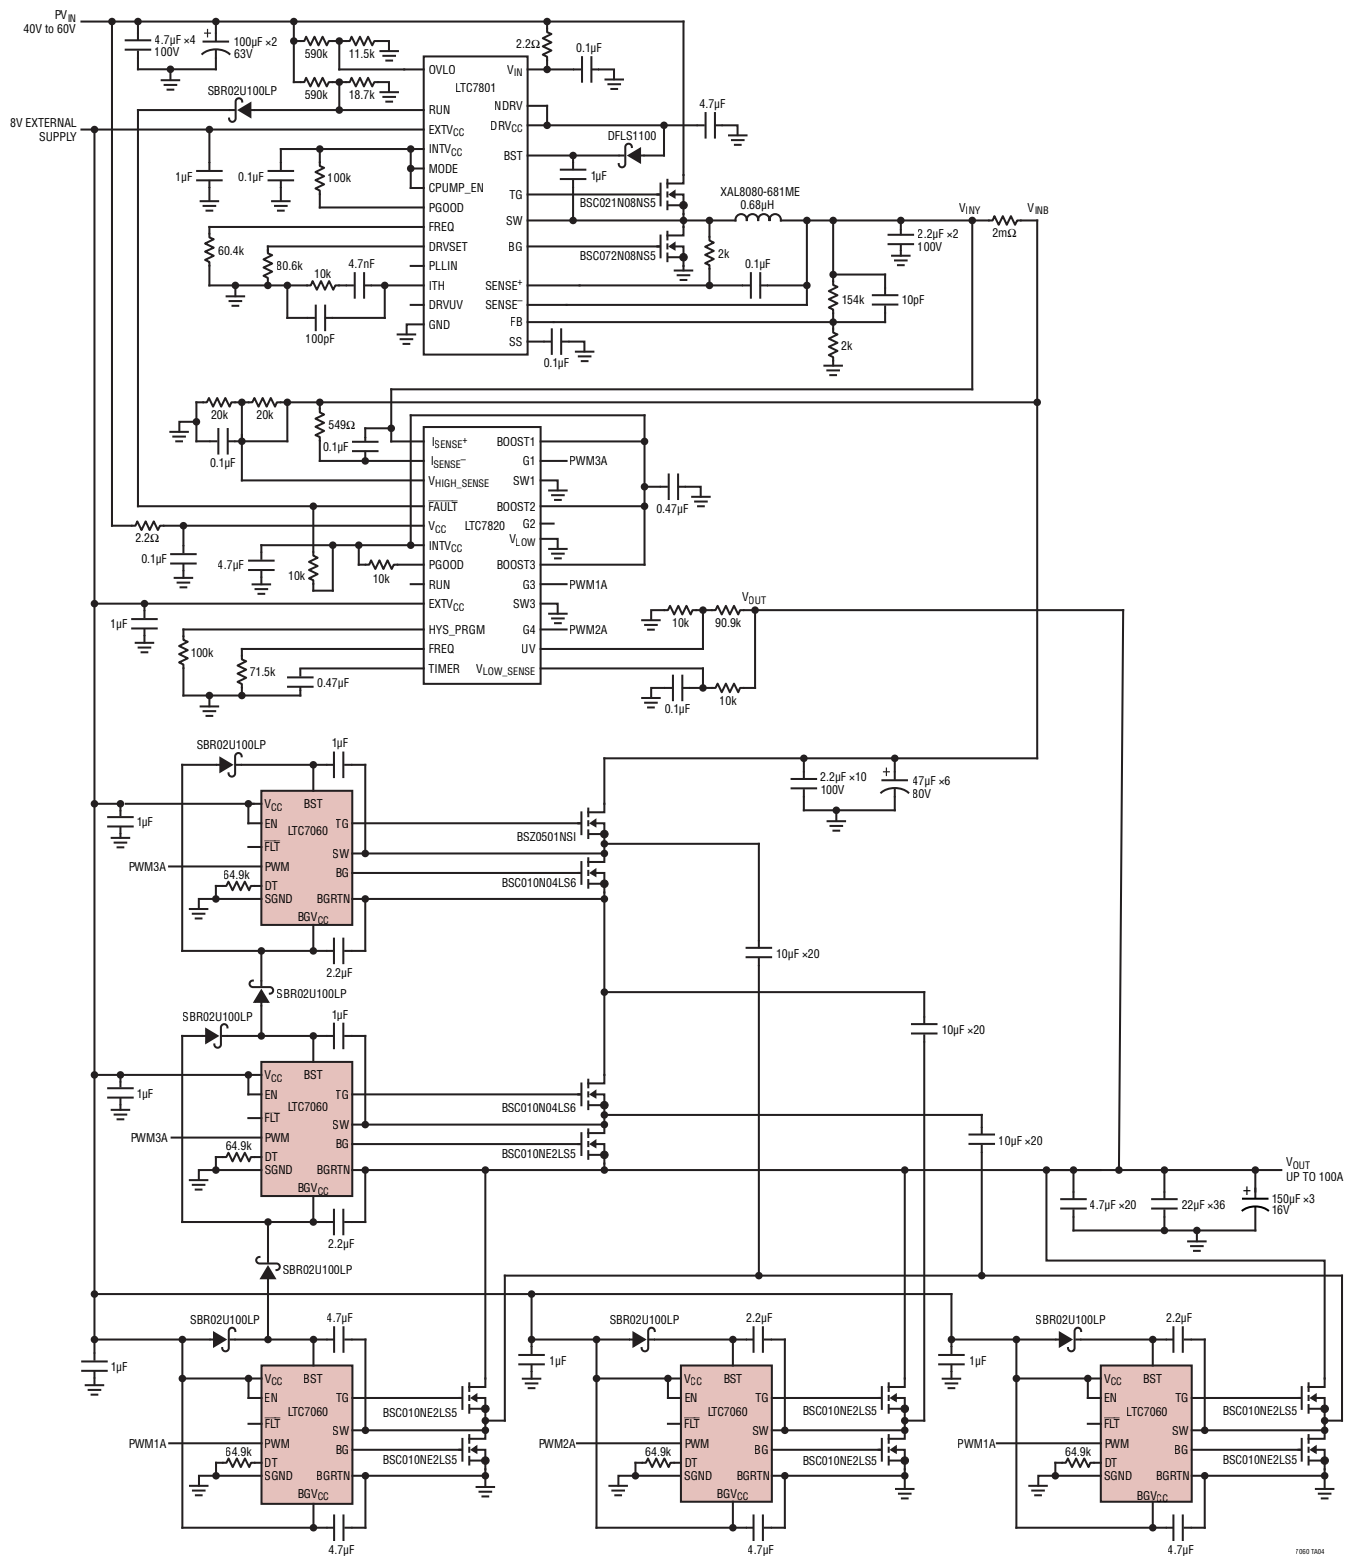 PVIN
40V to 60V
4.7µF ×4
100V
100µF ×2
63V
590k
11.5k
590k
18.7k
SBR02U100LP
8V EXTERNAL
SUPPLY
1µF
0.1µF
100k
60.4k
80.6k
10k
4.7nF
100pF
OVLO
LTC7801
RUN
EXTVCC
INTVCC
MODE
CPUMP_EN
PGOOD
FREQ
DRVSET
PLLIN
ITH
DRVUV
GND
VIN
NDRV
DRVCC
BST
TG
SW
BG
SENSE+
SENSE–
FB
SS
2.2Ω
0.1µF
4.7µF
DFLS1100
1µF
BSC021N08NS5
BSC072N08NS5
XAL8080-681ME
0.68µH
2k
0.1µF
154k
10pF
2k
0.1µF
2.2µF ×2
100V
VINY
VINB
2mΩ
20k
20k
0.1µF
549Ω
0.1µF
2.2Ω
0.1µF
4.7µF
10k
10k
1µF
100k
71.5k
0.47µF
ISENSE+
ISENSE–
VHIGH_SENSE
FAULT
VCC
LTC7820
INTVCC
PGOOD
RUN
EXTVCC
HYS_PRGM
FREQ
TIMER
BOOST1
G1
PWM3A
SW1
BOOST2
G2
VLOW
BOOST3
G3
PWM1A
SW3
G4
PWM2A
UV
VLOW_SENSE
0.47µF
VOUT
10k
90.9k
0.1µF
10k
SBR02U100LP
1µF
1µF
VCC
BST
EN
LTC7060
TG
FLT
SW
PWM3A
PWM
BG
64.9k
DT
SGND
BGRTN
BGVCC
2.2µF
BSZ0501NSI
BSC010N04LS6
2.2µF ×10
100V
47µF ×6
80V
10µF ×20
10µF ×20
10µF ×20
SBR02U100LP
SBR02U100LP
1µF
1µF
VCC
BST
EN
LTC7060
TG
FLT
SW
PWM3A
PWM
BG
64.9k
DT
SGND
BGRTN
BGVCC
2.2µF
BSC010N04LS6
BSC010NE2LS5
VOUT
UP TO 100A
4.7µF ×20
22µF ×36
150µF ×3
16V
SBR02U100LP
SBR02U100LP
4.7µF
1µF
VCC
BST
EN
LTC7060
TG
FLT
SW
PWM1A
PWM
BG
64.9k
DT
SGND
BGRTN
BGVCC
4.7µF
BSC010NE2LS5
BSC010NE2LS5
SBR02U100LP
2.2µF
1µF
VCC
BST
EN
LTC7060
TG
FLT
SW
PWM2A
PWM
BG
64.9k
DT
SGND
BGRTN
BGVCC
4.7µF
BSC010NE2LS5
BSC010NE2LS5
SBR02U100LP
2.2µF
1µF
VCC
BST
EN
LTC7060
TG
FLT
SW
PWM1A
PWM
BG
64.9k
DT
SGND
BGRTN
BGVCC
4.7µF
BSC010NE2LS5
BSC010NE2LS5
7060 TA04